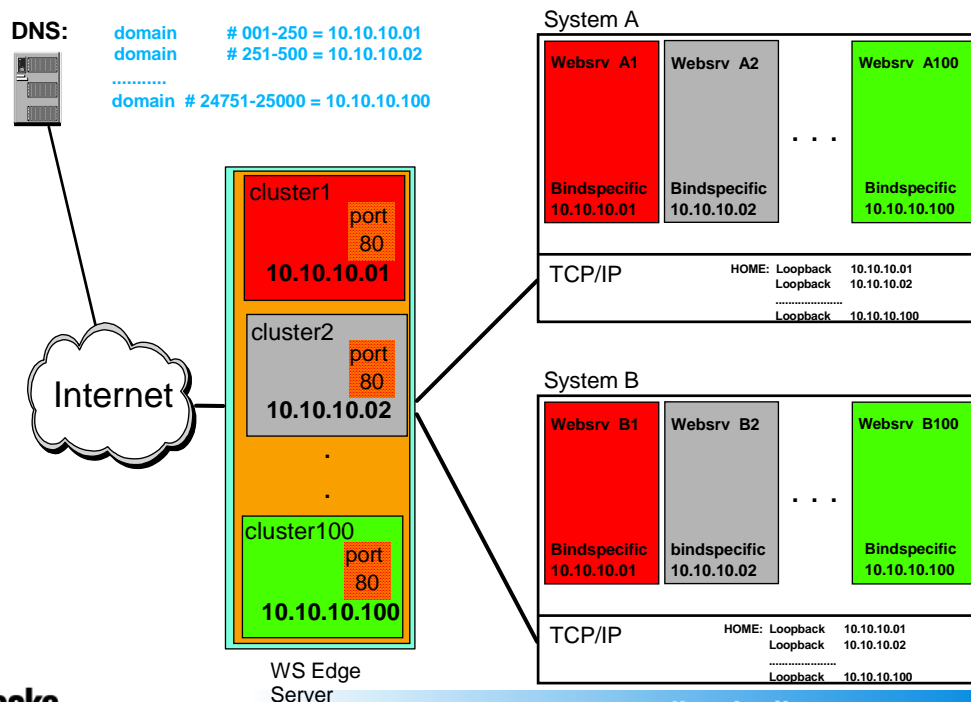 DNS:
domain # 001-250 = 10.10.10.01
domain # 251-500 = 10.10.10.02
...........
domain # 24751-25000 = 10.10.10.100
Internet
cluster1
port
80
10.10.10.01
cluster2
port
80
10.10.10.02
.
.
cluster100
port
80
10.10.10.100
WS Edge
Server
System A
Websrv A1
Bindspecific
10.10.10.01
Websrv A2
Bindspecific
10.10.10.02
. . .
Websrv A100
Bindspecific
10.10.10.100
TCP/IP
HOME: Loopback 10.10.10.01
Loopback 10.10.10.02
.....................
Loopback 10.10.10.100
System B
Websrv B1
Bindspecific
10.10.10.01
Websrv B2
bindspecific
10.10.10.02
. . .
Websrv B100
Bindspecific
10.10.10.100
TCP/IP
HOME: Loopback 10.10.10.01
Loopback 10.10.10.02
.....................
Loopback 10.10.10.100